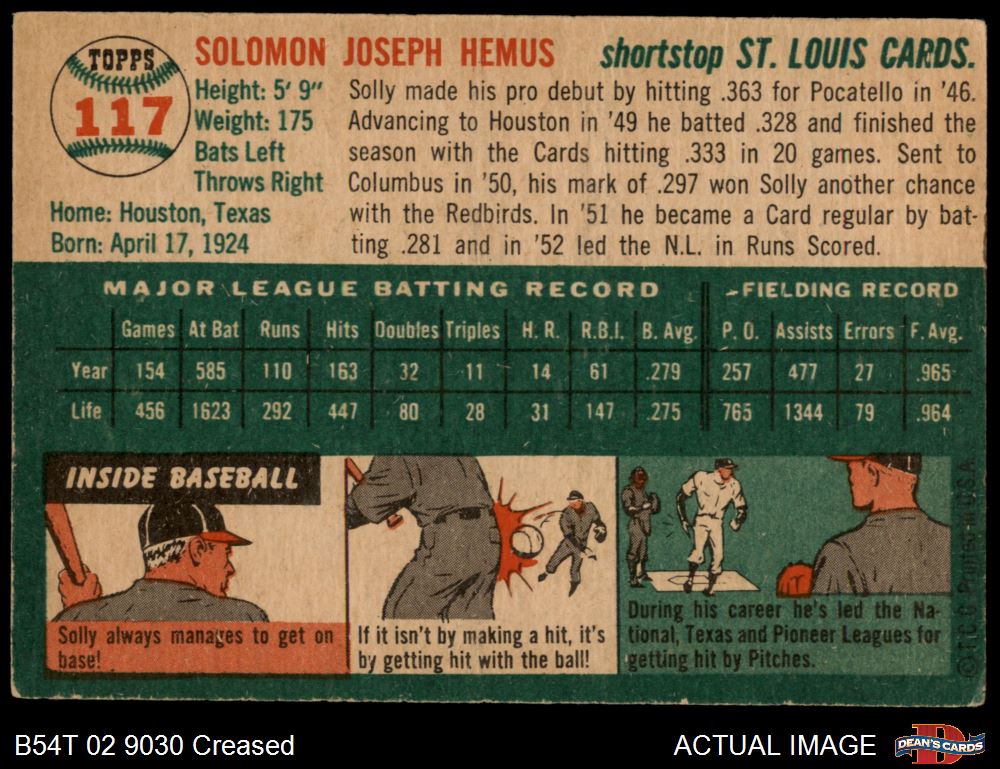 TOPPS
117
SOLOMON JOSEPH HEMUS shortstop ST. LOUIS CARDS.
Height: 5' 9"
Weight: 175
Bats Left
Throws Right
Home: Houston, Texas
Born: April 17, 1924
Solly made his pro debut by hitting .363 for Pocatello in '46.
Advancing to Houston in '49 he batted .328 and finished the
season with the Cards hitting .333 in 20 games. Sent to
Columbus in '50, his mark of .297 won Solly another chance
with the Redbirds. In '51 he became a Card regular by bat-
ting .281 and in '52 led the N.L. in Runs Scored.
MAJOR LEAGUE BATTING RECORD FIELDING RECORD
Games At Bat Runs Hits Doubles Triples H. R. R.B.I. B. Avg. P. O. Assists Errors F. Avg.
Year 154 585 110 163 32 11 14 61 .279 257 477 27 .965
Life 456 1623 292 447 80 28 31 147 .275 765 1344 79 .964
INSIDE BASEBALL
Solly always manages to get on
base!
If it isn't by making a hit, it's
by getting hit with the ball!
During his career he's led the Na-
tional, Texas and Pioneer Leagues for
getting hit by Pitches.
©T.C.G. Printed in U.S.A.
B54T 02 9030 Creased
ACTUAL IMAGE
DEAN'S CARDS